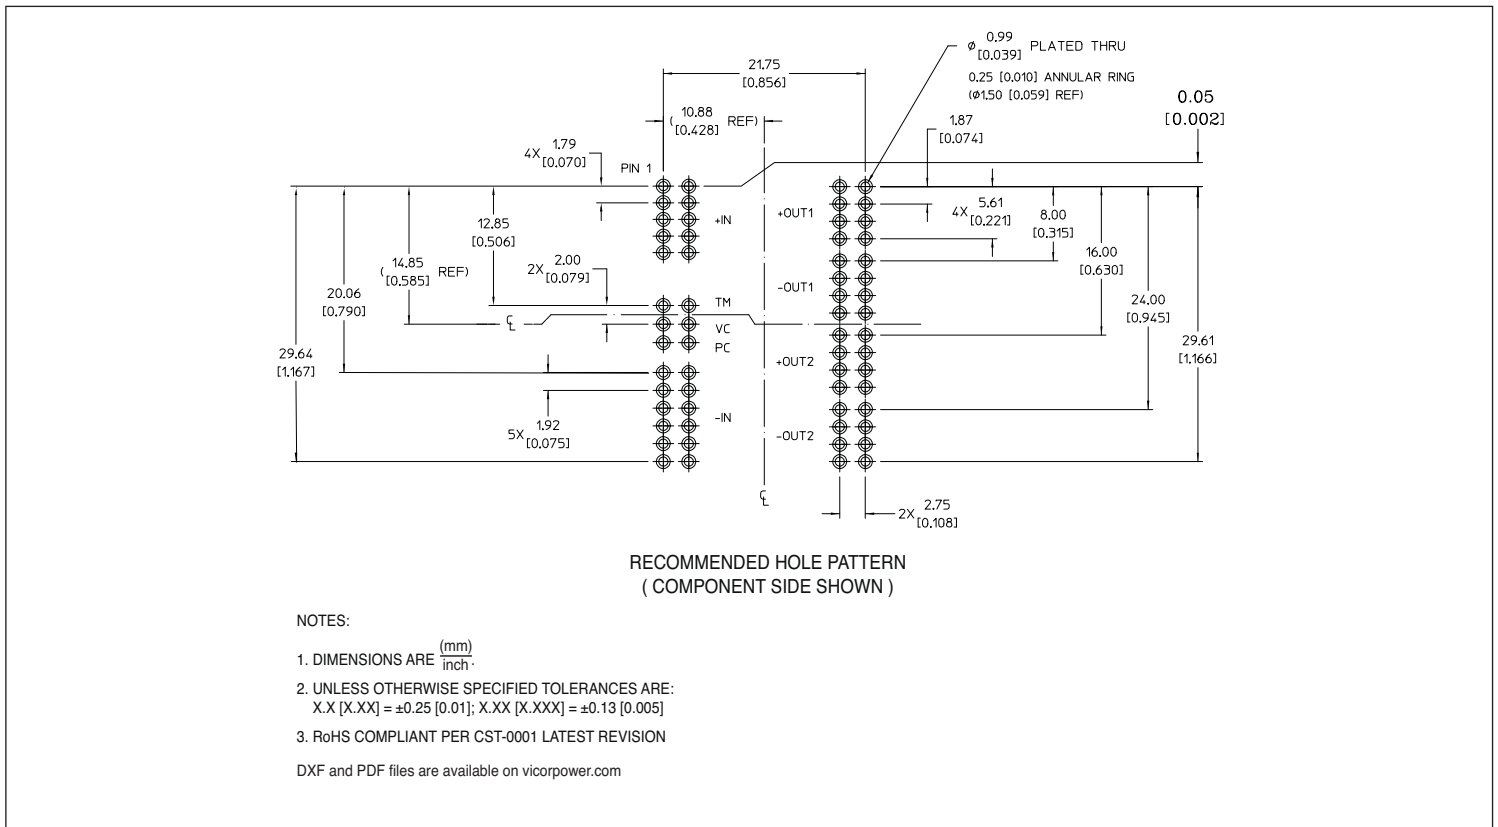 0.99
ø [0.039] PLATED THRU
0.25 [0.010] ANNULAR RING
(ø1.50 [0.059] REF)
21.75
[0.856]
0.05
[0.002]
10.88
( [0.428] REF)
1.87
[0.074]
4X 1.79
[0.070]
PIN 1
+IN
+OUT1
4X 5.61
[0.221]
8.00
[0.315]
12.85
[0.506]
16.00
[0.630]
14.85
( [0.585] REF)
2X 2.00
[0.079]
-OUT1
20.06
[0.790]
TM
24.00
[0.945]
℄
VC
PC
29.64
[1.167]
29.61
[1.166]
+OUT2
5X 1.92
[0.075]
-IN
-OUT2
℄
2X 2.75
[0.108]
RECOMMENDED HOLE PATTERN
( COMPONENT SIDE SHOWN )
NOTES:
1. DIMENSIONS ARE (mm)
inch .
2. UNLESS OTHERWISE SPECIFIED TOLERANCES ARE:
X.X [X.XX] = ±0.25 [0.01]; X.XX [X.XXX] = ±0.13 [0.005]
3. RoHS COMPLIANT PER CST-0001 LATEST REVISION
DXF and PDF files are available on vicorpower.com